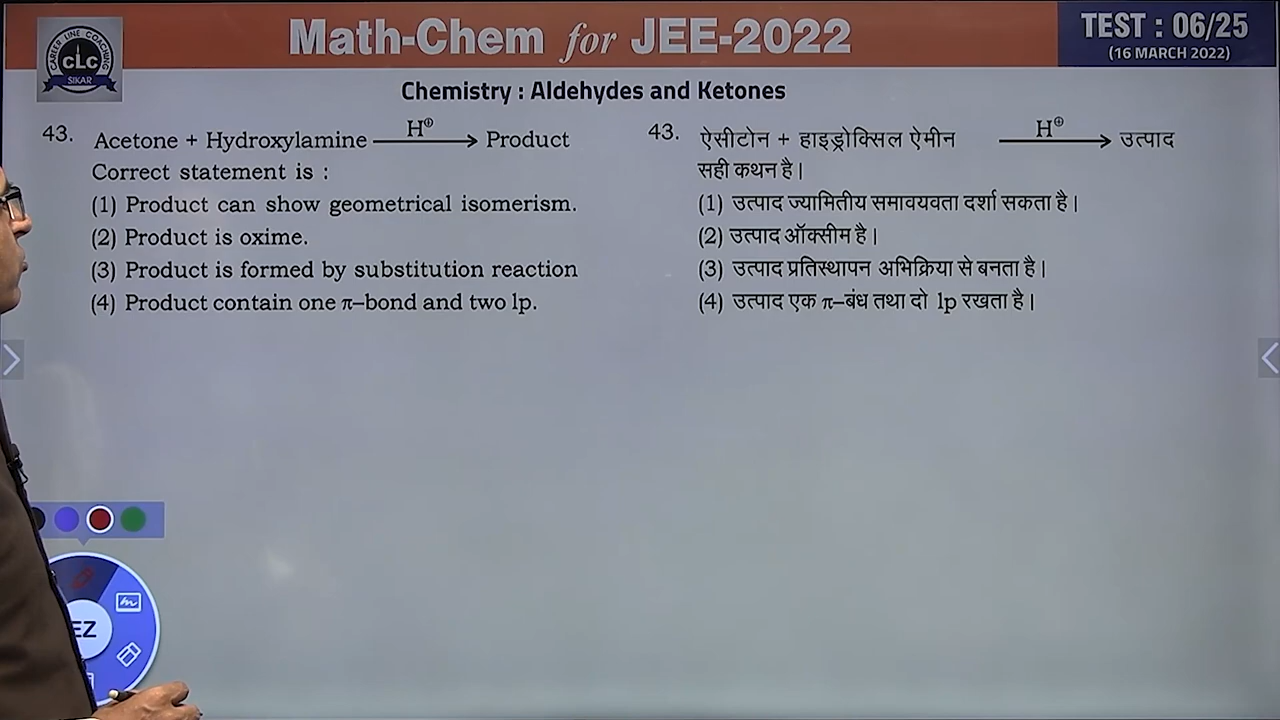 Math-Chem for JEE-2022
TEST : 06/25
(16 MARCH 2022)
CAREER LINE COACHING
CLC
SIKAR
Chemistry : Aldehydes and Ketones
43. Acetone + Hydroxylamine H⊕ ⟶ Product
Correct statement is :
(1) Product can show geometrical isomerism.
(2) Product is oxime.
(3) Product is formed by substitution reaction
(4) Product contain one π–bond and two lp.
43. ऐसीटोन + हाइड्रोक्सिल ऐमीन H⊕ ⟶ उत्पाद
सही कथन है।
(1) उत्पाद ज्यामितीय समावयवता दर्शा सकता है।
(2) उत्पाद ऑक्सीम है।
(3) उत्पाद प्रतिस्थापन अभिक्रिया से बनता है।
(4) उत्पाद एक π–बंध तथा दो lp रखता है।
EZ